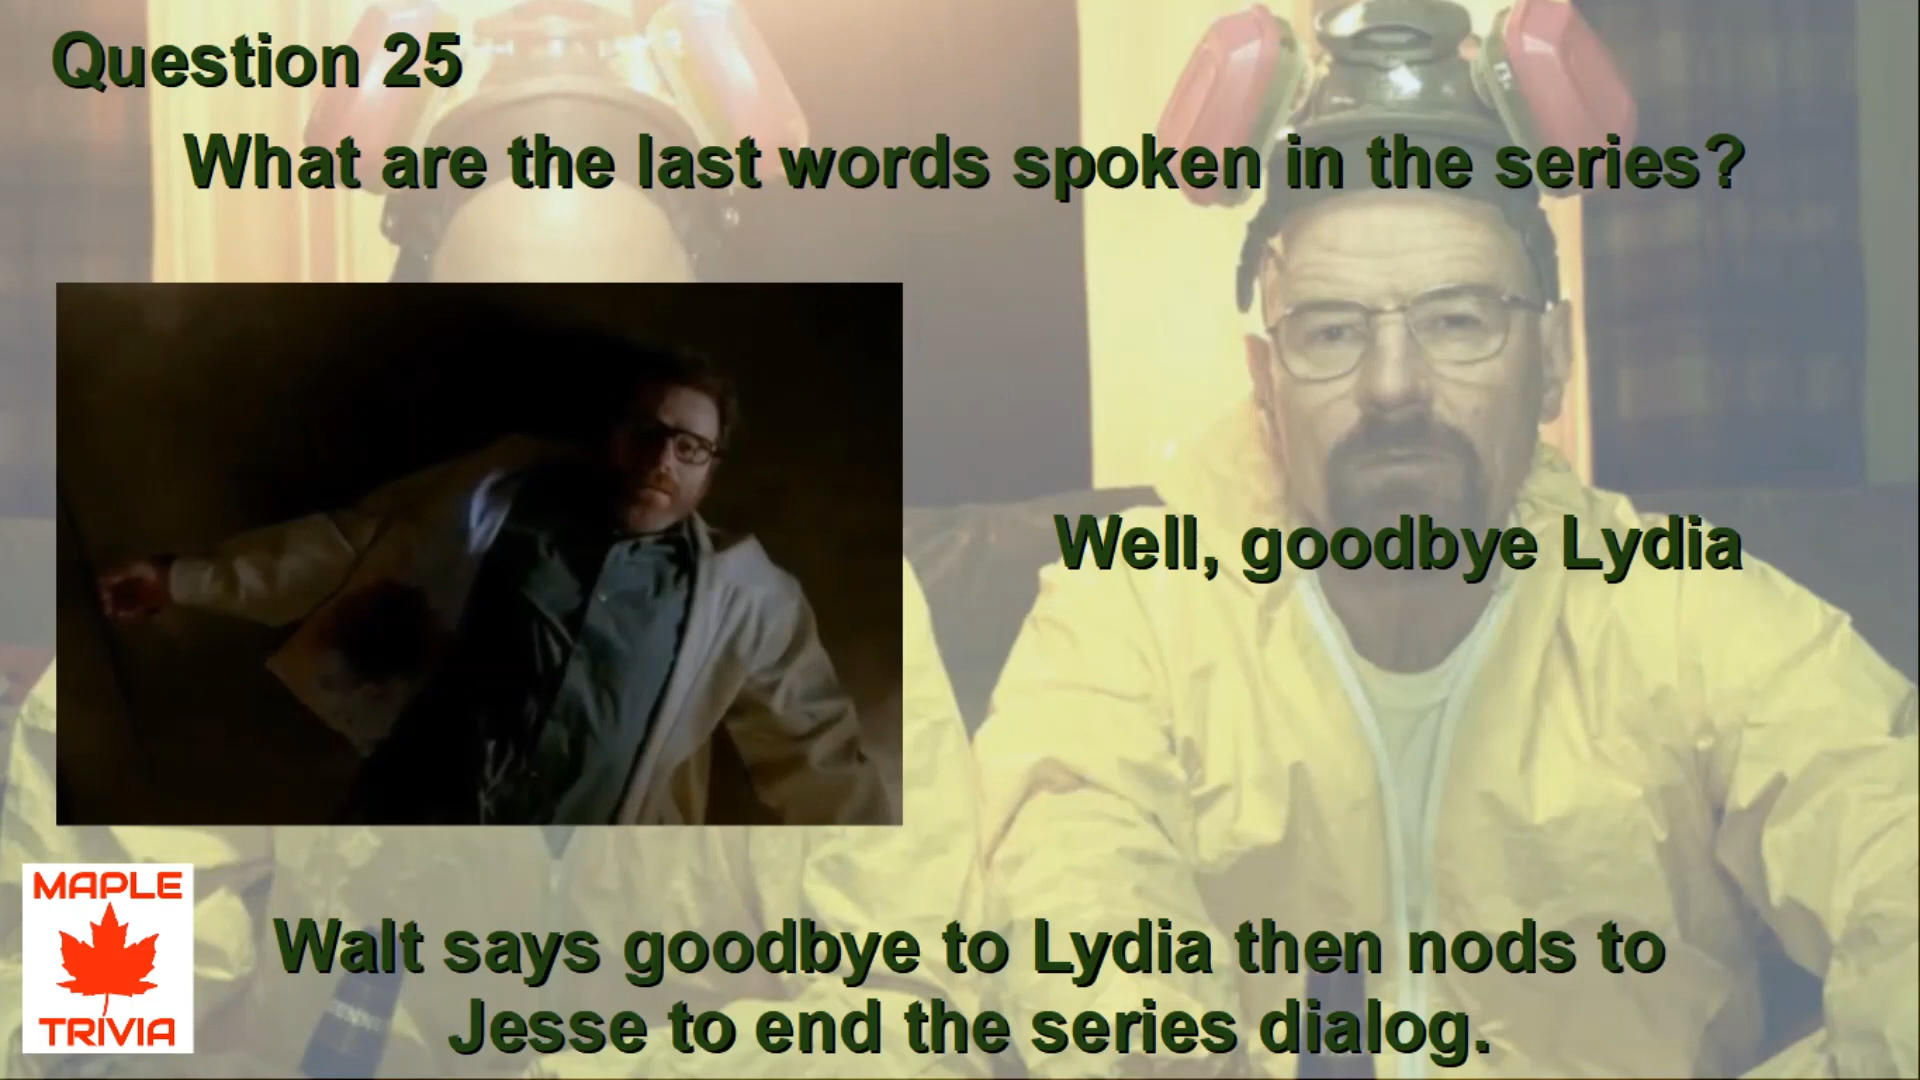 Question 25
What are the last words spoken in the series?
Well, goodbye Lydia
MAPLE
TRIVIA
Walt says goodbye to Lydia then nods to
Jesse to end the series dialog.